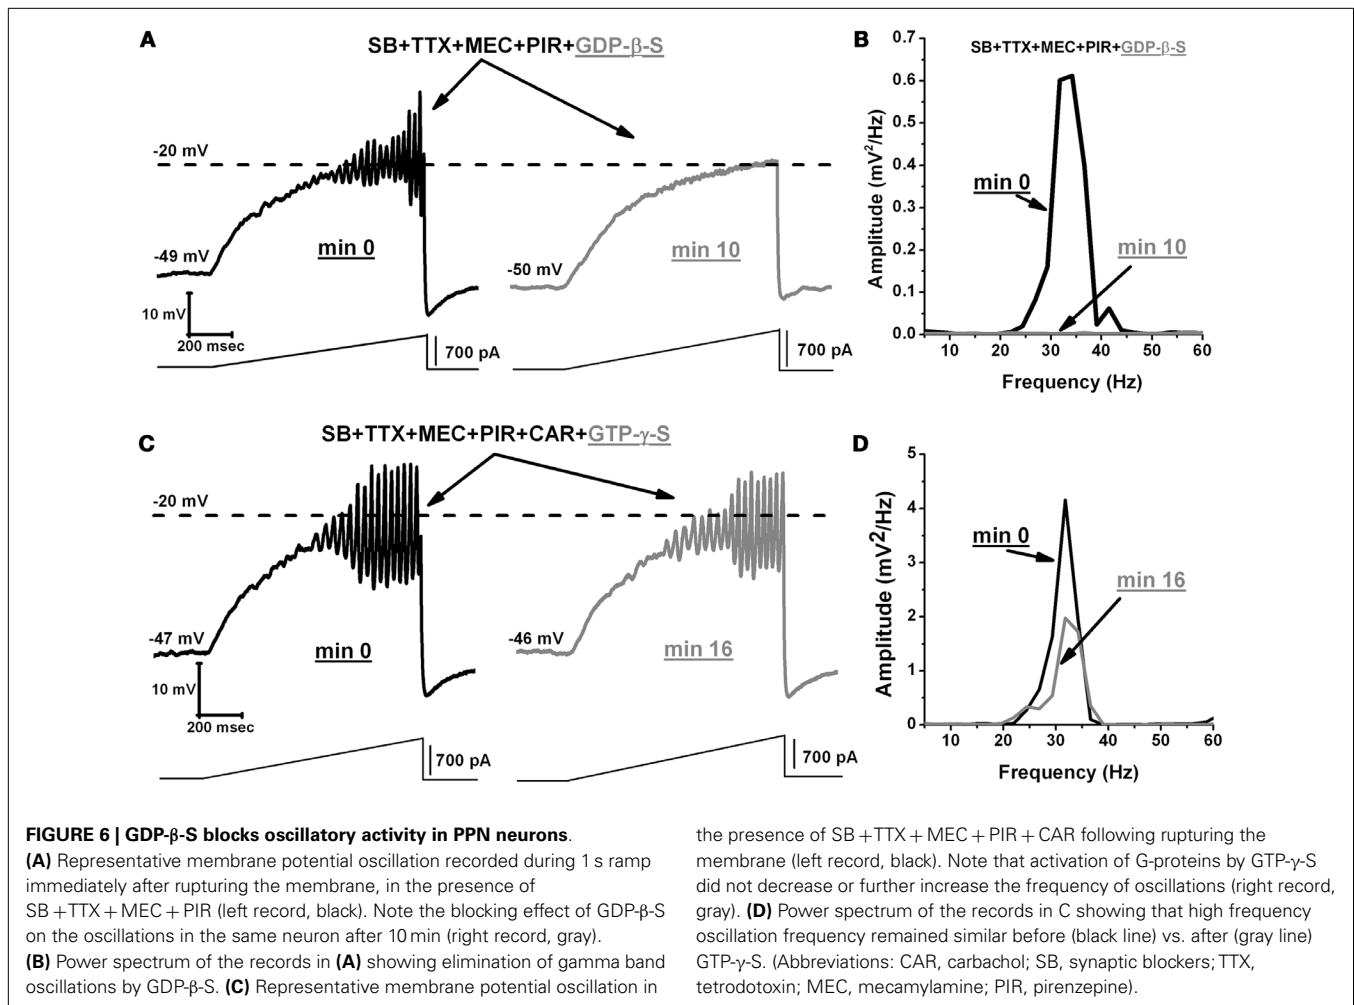 A
SB+TTX+MEC+PIR+GDP-β-S
-20 mV
-49 mV
min 0
-50 mV
min 10
10 mV
200 msec
700 pA
700 pA
B
SB+TTX+MEC+PIR+GDP-β-S
0.7
0.6
0.5
0.4
0.3
0.2
0.1
0.0
Amplitude (mV²/Hz)
min 0
min 10
10 20 30 40 50 60
Frequency (Hz)
C
SB+TTX+MEC+PIR+CAR+GTP-γ-S
-20 mV
-47 mV
min 0
-46 mV
min 16
10 mV
200 msec
700 pA
700 pA
D
5
4
3
2
1
0
Amplitude (mV²/Hz)
min 0
min 16
10 20 30 40 50 60
Frequency (Hz)
FIGURE 6 | GDP-β-S blocks oscillatory activity in PPN neurons.
(A) Representative membrane potential oscillation recorded during 1 s ramp
immediately after rupturing the membrane, in the presence of
SB + TTX + MEC + PIR (left record, black). Note the blocking effect of GDP-β-S
on the oscillations in the same neuron after 10 min (right record, gray).
(B) Power spectrum of the records in (A) showing elimination of gamma band
oscillations by GDP-β-S. (C) Representative membrane potential oscillation in
the presence of SB + TTX + MEC + PIR + CAR following rupturing the
membrane (left record, black). Note that activation of G-proteins by GTP-γ-S
did not decrease or further increase the frequency of oscillations (right record,
gray). (D) Power spectrum of the records in C showing that high frequency
oscillation frequency remained similar before (black line) vs. after (gray line)
GTP-γ-S. (Abbreviations: CAR, carbachol; SB, synaptic blockers; TTX,
tetrodotoxin; MEC, mecamylamine; PIR, pirenzepine).